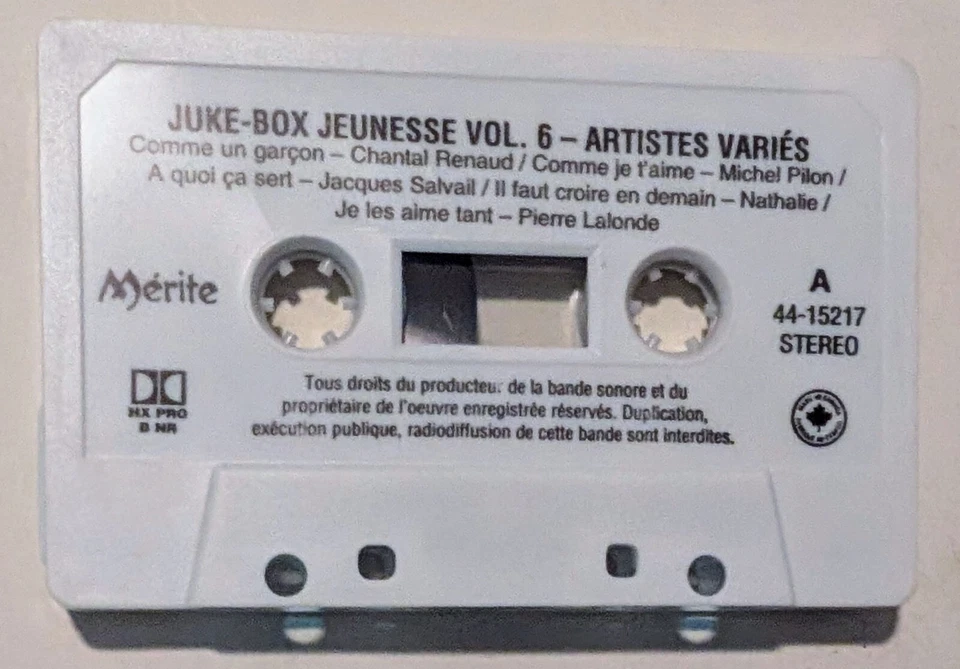 JUKE-BOX JEUNESSE VOL. 6 – ARTISTES VARIÉS
Comme un garçon – Chantal Renaud / Comme je t'aime – Michel Pilon /
A quoi ça sert – Jacques Salvail / Il faut croire en demain – Nathalie /
Je les aime tant – Pierre Lalonde
Mérite
A
44-15217
STEREO
HX PRO
B NR
Tous droits du producteur de la bande sonore et du
propriétaire de l'oeuvre enregistrée réservés. Duplication,
exécution publique, radiodiffusion de cette bande sont interdites.